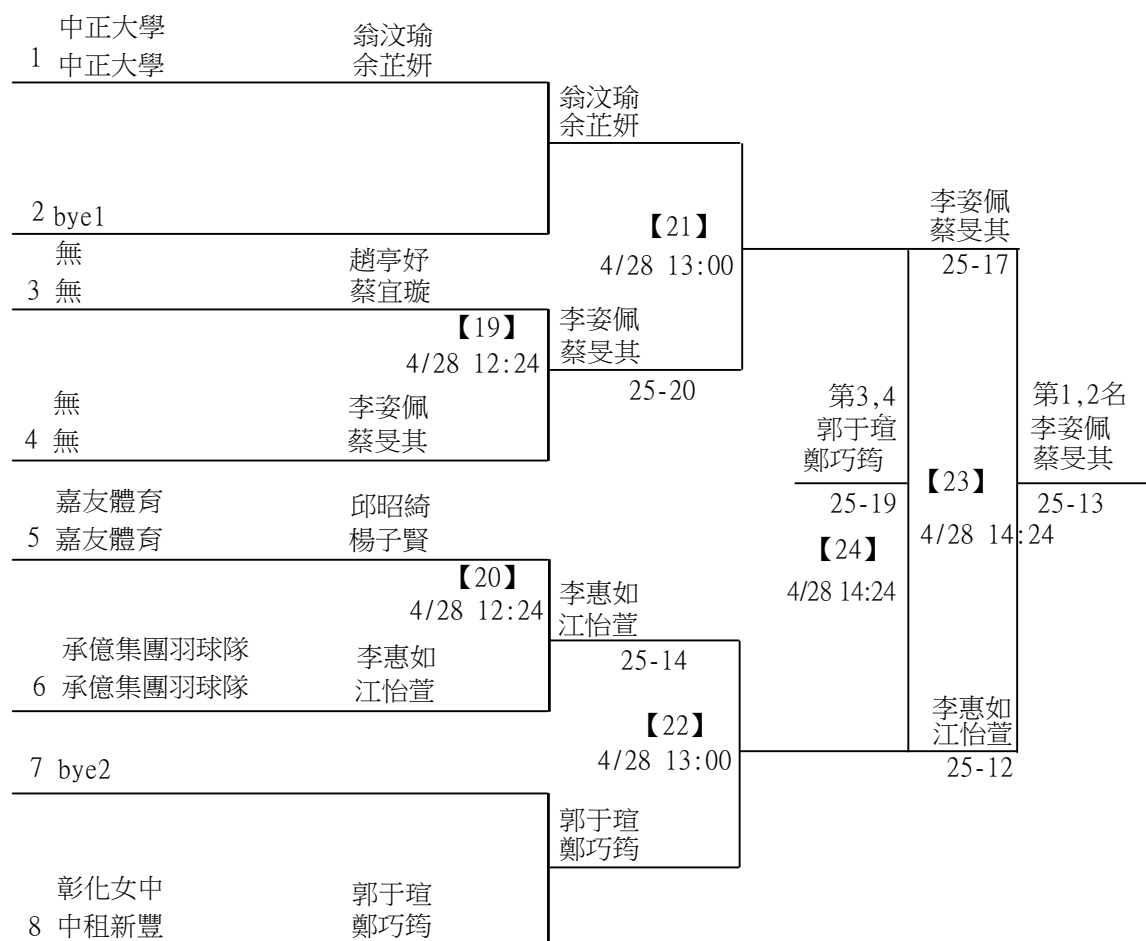 中正大學 翁汶瑜
1 中正大學 余芷妍
翁汶瑜
余芷妍
2 bye1
【21】
4/28 13:00
李姿佩
蔡旻其
25-17
無 趙亭妤
3 無 蔡宜璇
【19】
4/28 12:24
李姿佩
蔡旻其
25-20
無 李姿佩
4 無 蔡旻其
第3,4
郭于瑄
鄭巧筠
25-19
【24】
4/28 14:24
【23】
4/28 14:24
第1,2名
李姿佩
蔡旻其
25-13
嘉友體育 邱昭綺
5 嘉友體育 楊子賢
【20】
4/28 12:24
李惠如
江怡萱
25-14
承億集團羽球隊 李惠如
6 承億集團羽球隊 江怡萱
【22】
4/28 13:00
李惠如
江怡萱
25-12
7 bye2
郭于瑄
鄭巧筠
彰化女中 郭于瑄
8 中租新豐 鄭巧筠